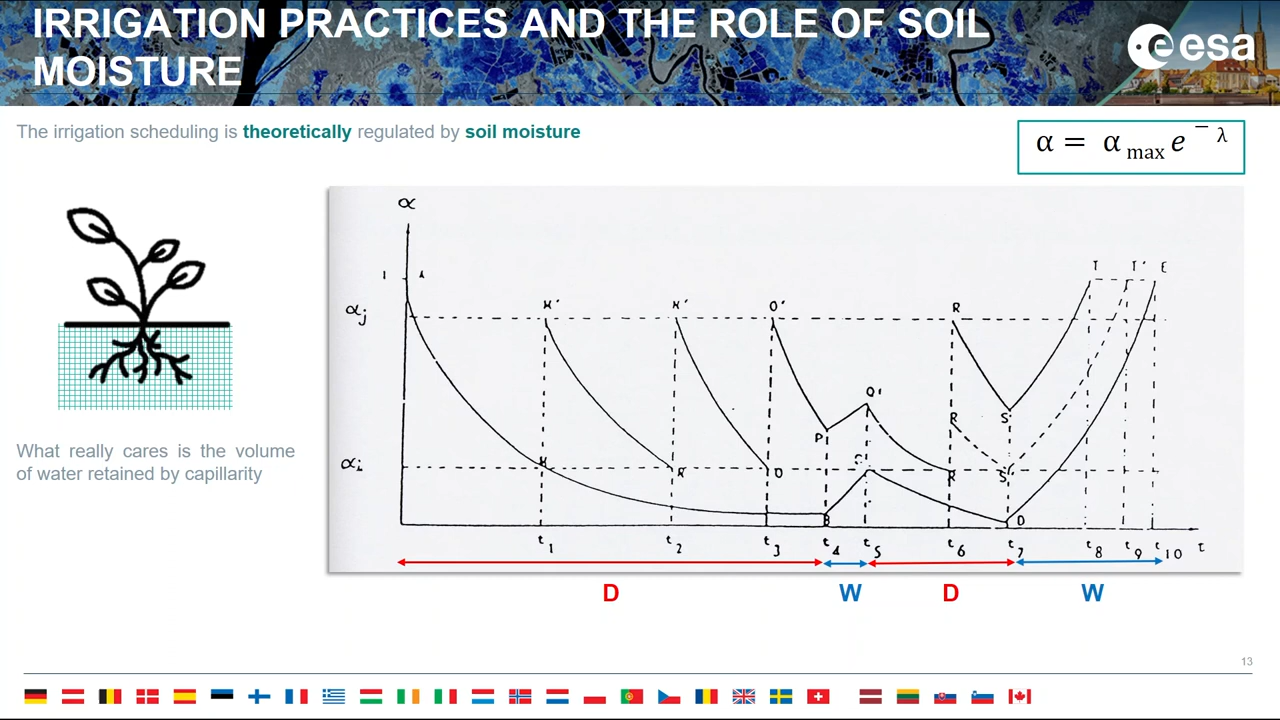 IRRIGATION PRACTICES AND THE ROLE OF SOIL
MOISTURE
esa
The irrigation scheduling is theoretically regulated by soil moisture
α = α max e − λ
α
1 A
T T' E
αj
M' N' O' R
Q'
P R S
What really cares is the volume
of water retained by capillarity
αi
M N O R S'
B D
t1 t2 t3 t4 t5 t6 t7 t8 t9 t10 t
D W D W
13